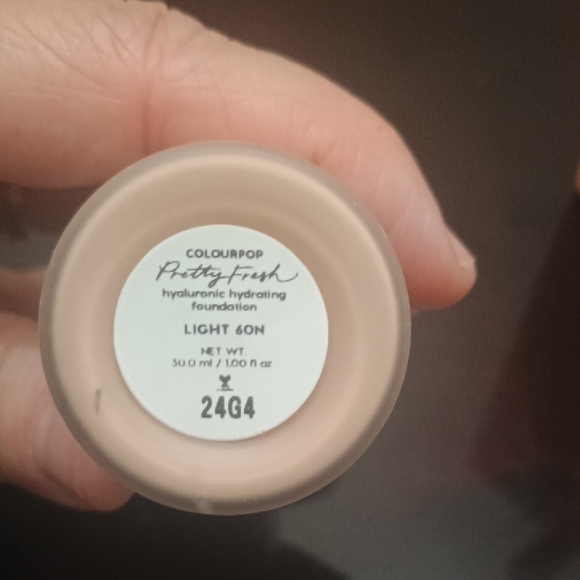 COLOURPOP
Pretty Fresh
hyaluronic hydrating
foundation
LIGHT 60N
NET WT.
30.0 ml / 1.00 fl oz
24G4